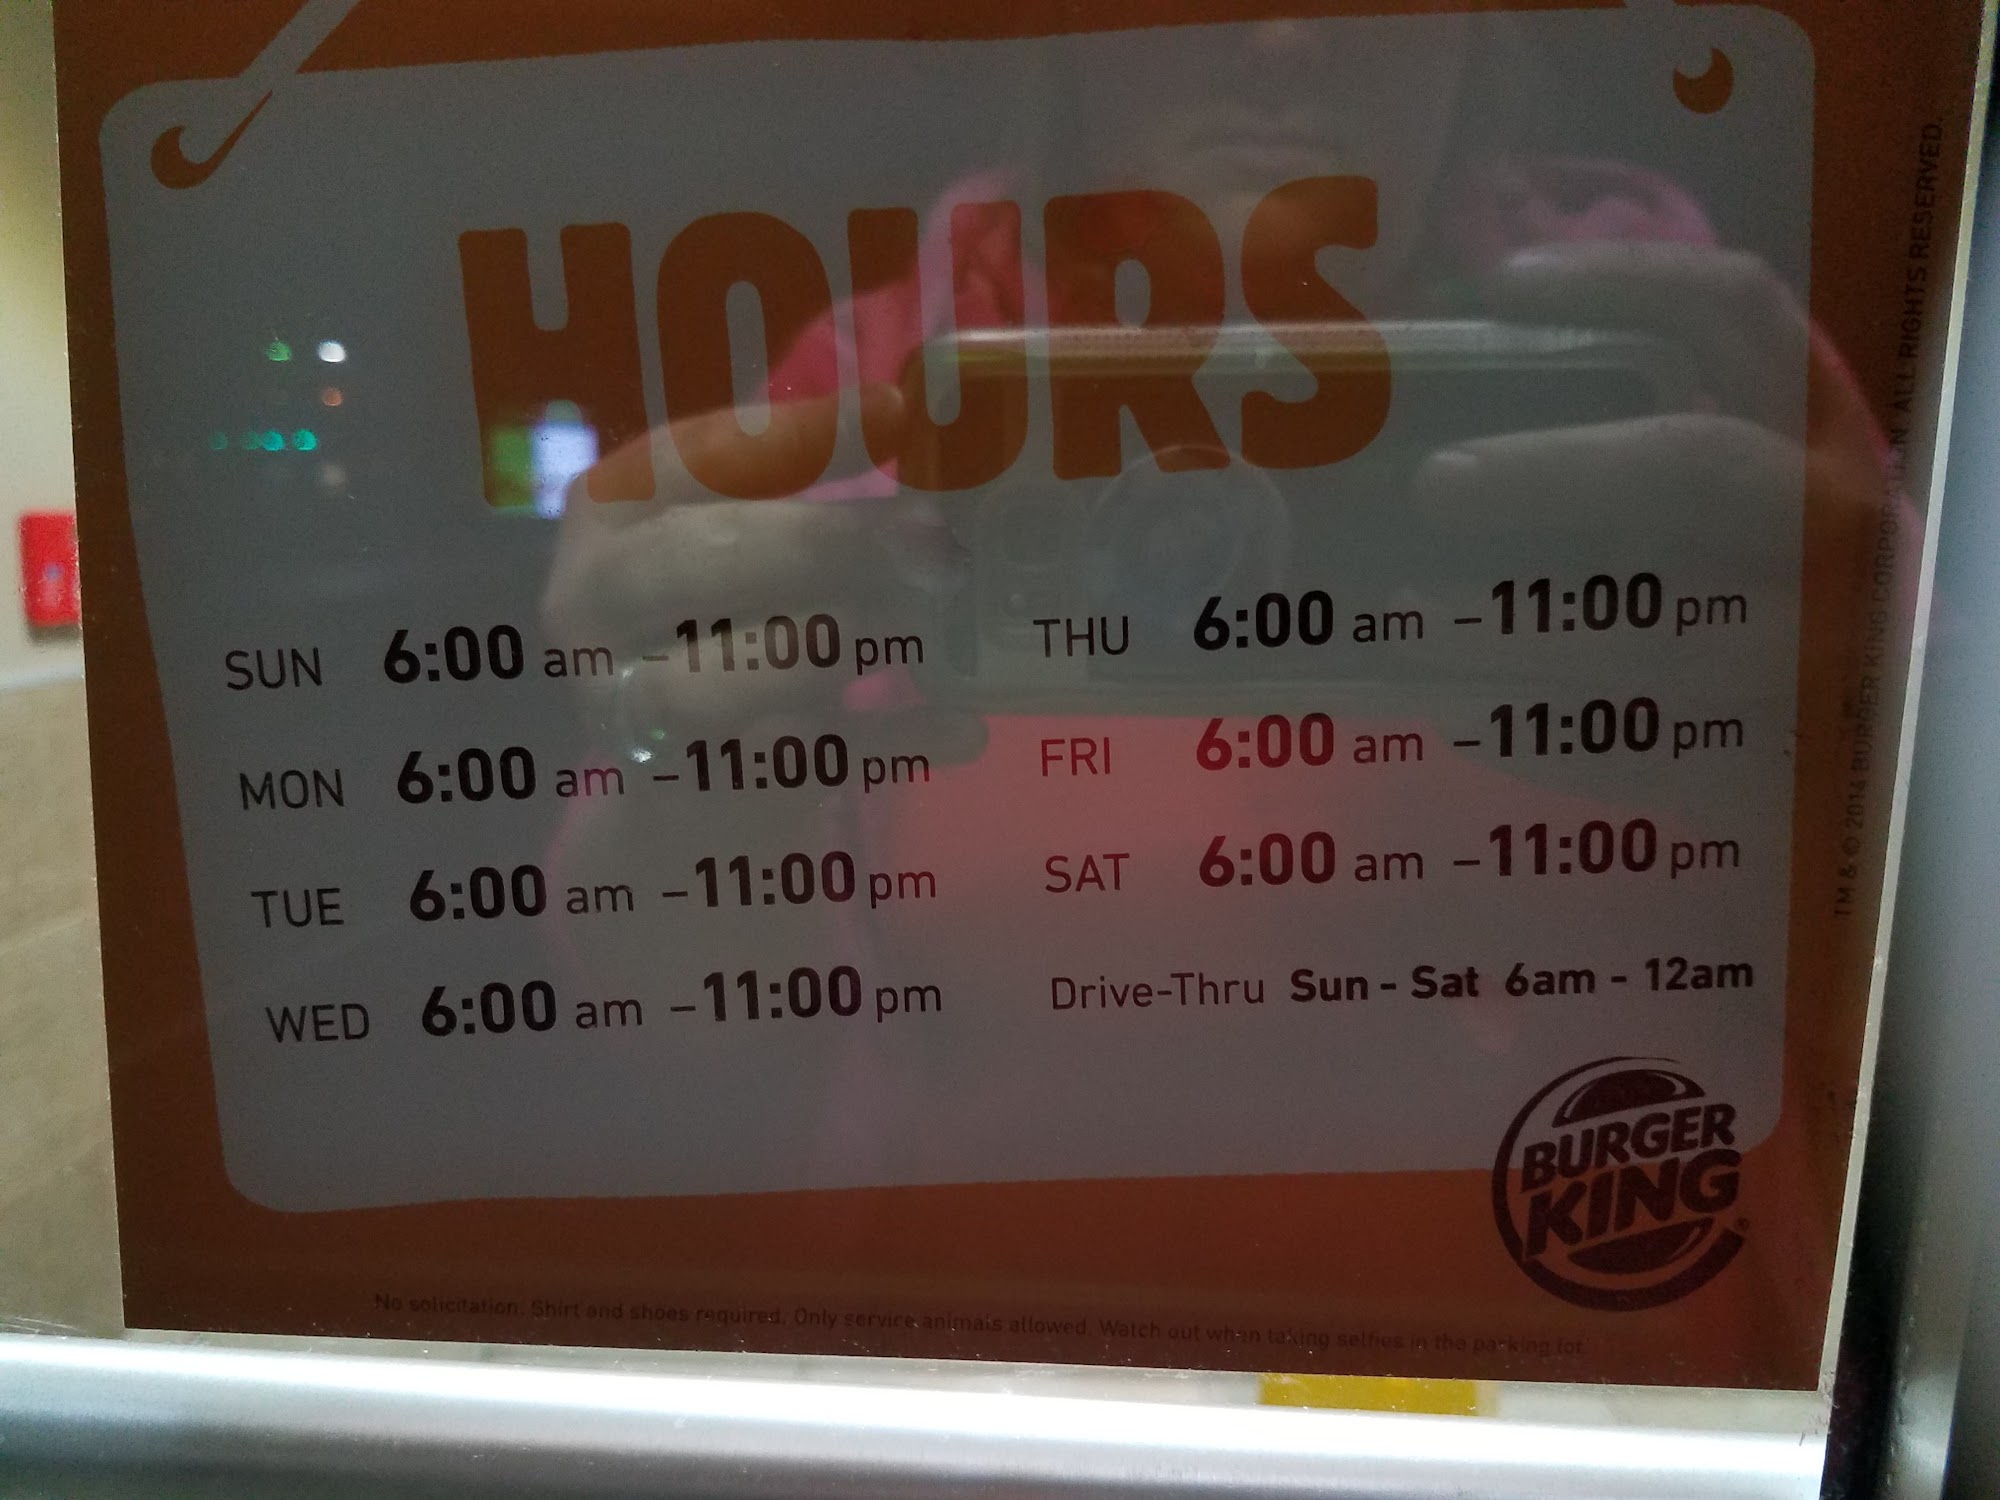 HOURS
SUN 6:00 am - 11:00 pm
MON 6:00 am - 11:00 pm
TUE 6:00 am - 11:00 pm
WED 6:00 am - 11:00 pm
THU 6:00 am - 11:00 pm
FRI 6:00 am - 11:00 pm
SAT 6:00 am - 11:00 pm
Drive-Thru Sun - Sat 6am - 12am
BURGER
KING®
No solicitation. Shirt and shoes required. Only service animals allowed. Watch out when taking selfies in the parking lot.
TM & © 2014 BURGER KING CORPORATION. ALL RIGHTS RESERVED.